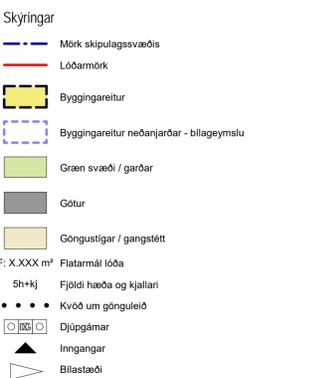 Skýringar
Mörk skipulagssvæðis
Lóðarmörk
Byggingareitur
Byggingareitur neðanjarðar - bílageymslu
Græn svæði / garðar
Götur
Göngustígar / gangstétt
F: X.XXX m² Flatarmál lóða
5h+kj Fjöldi hæða og kjallari
Kvöð um gönguleið
DG Djúpgámar
Inngangar
Bílastæði